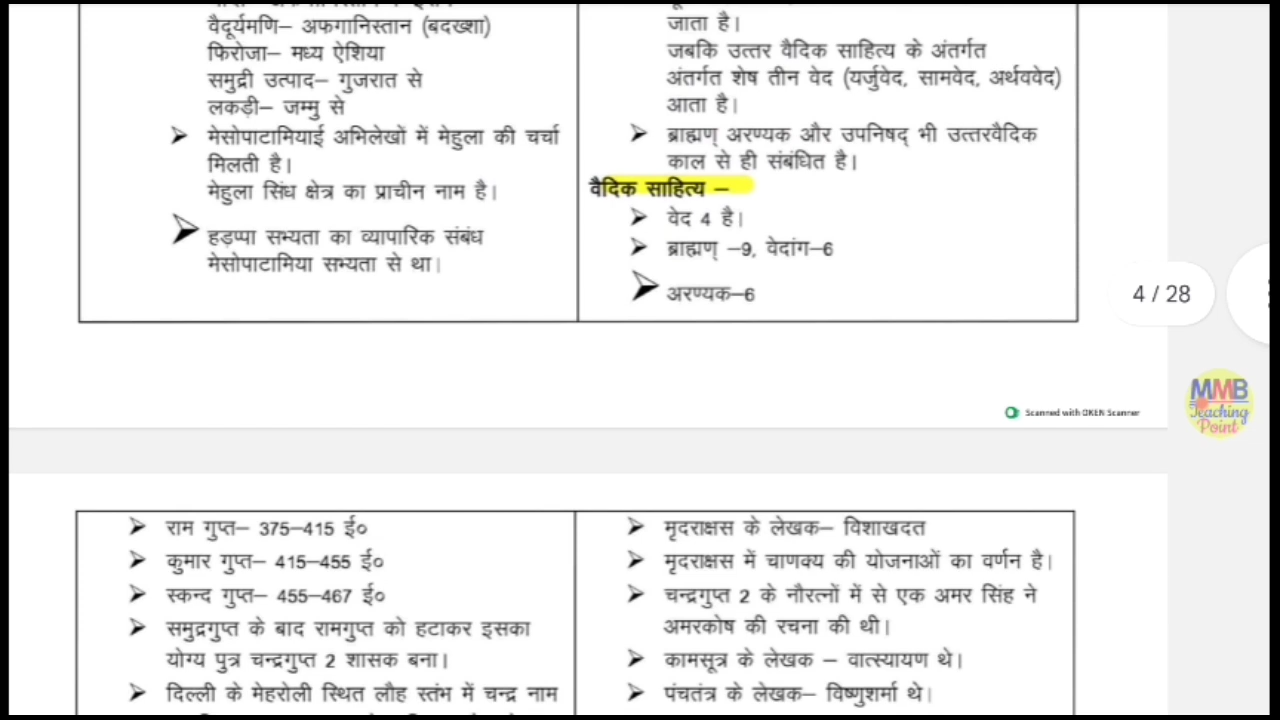 वैदूर्यमणि– अफगानिस्तान (बदख्शा)
फिरोजा– मध्य ऐशिया
समुद्री उत्पाद– गुजरात से
लकड़ी– जम्मु से
➢ मेसोपाटामियाई अभिलेखों में मेहुला की चर्चा
मिलती है।
मेहुला सिंध क्षेत्र का प्राचीन नाम है।
➢ हड़प्पा सभ्यता का व्यापारिक संबंध
मेसोपाटामिया सभ्यता से था।
जाता है।
जबकि उत्तर वैदिक साहित्य के अंतर्गत
अंतर्गत शेष तीन वेद (यर्जुवेद, सामवेद, अर्थववेद)
आता है।
➢ ब्राह्मण् अरण्यक और उपनिषद् भी उत्तरवैदिक
काल से ही संबंधित है।
वैदिक साहित्य –
➢ वेद 4 है।
➢ ब्राह्मण् –9, वेदांग–6
➢ अरण्यक–6
4 / 28
MMB
Teaching
Point
Scanned with OKEN Scanner
➢ राम गुप्त– 375–415 ई०
➢ कुमार गुप्त– 415–455 ई०
➢ स्कन्द गुप्त– 455–467 ई०
➢ समुद्रगुप्त के बाद रामगुप्त को हटाकर इसका
योग्य पुत्र चन्द्रगुप्त 2 शासक बना।
➢ दिल्ली के मेहरोली स्थित लौह स्तंभ में चन्द्र नाम
➢ मृदराक्षस के लेखक– विशाखदत
➢ मृदराक्षस में चाणक्य की योजनाओं का वर्णन है।
➢ चन्द्रगुप्त 2 के नौरत्नों में से एक अमर सिंह ने
अमरकोष की रचना की थी।
➢ कामसूत्र के लेखक – वात्स्यायण थे।
➢ पंचतंत्र के लेखक– विष्णुशर्मा थे।